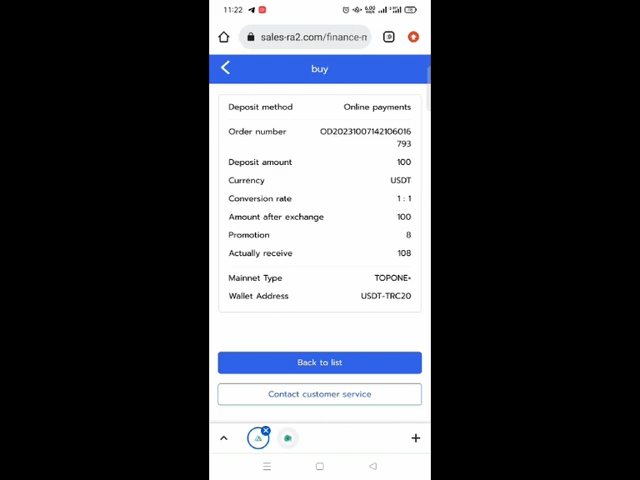 11:22
sales-ra2.com/finance-n
buy
Deposit method Online payments
Order number OD20231007142106016
793
Deposit amount 100
Currency USDT
Conversion rate 1 : 1
Amount after exchange 100
Promotion 8
Actually receive 108
Mainnet Type TOPONE+
Wallet Address USDT-TRC20
Back to list
Contact customer service